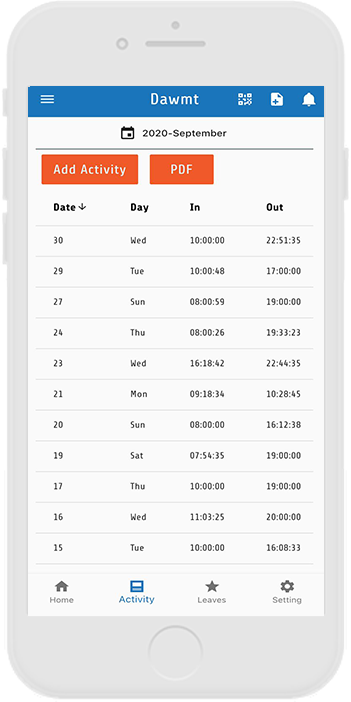 Dawmt
2020-September
Add Activity PDF
Date Day In Out
30 Wed 10:00:00 22:51:35
29 Tue 10:00:48 17:00:00
27 Sun 08:00:59 19:00:00
24 Thu 08:00:26 19:33:23
23 Wed 16:18:42 22:44:35
21 Mon 09:18:34 10:28:45
20 Sun 08:00:00 16:12:38
19 Sat 07:54:35 19:00:00
17 Thu 10:00:00 19:00:00
16 Wed 11:03:25 20:00:00
15 Tue 10:00:00 16:08:33
Home Activity Leaves Setting